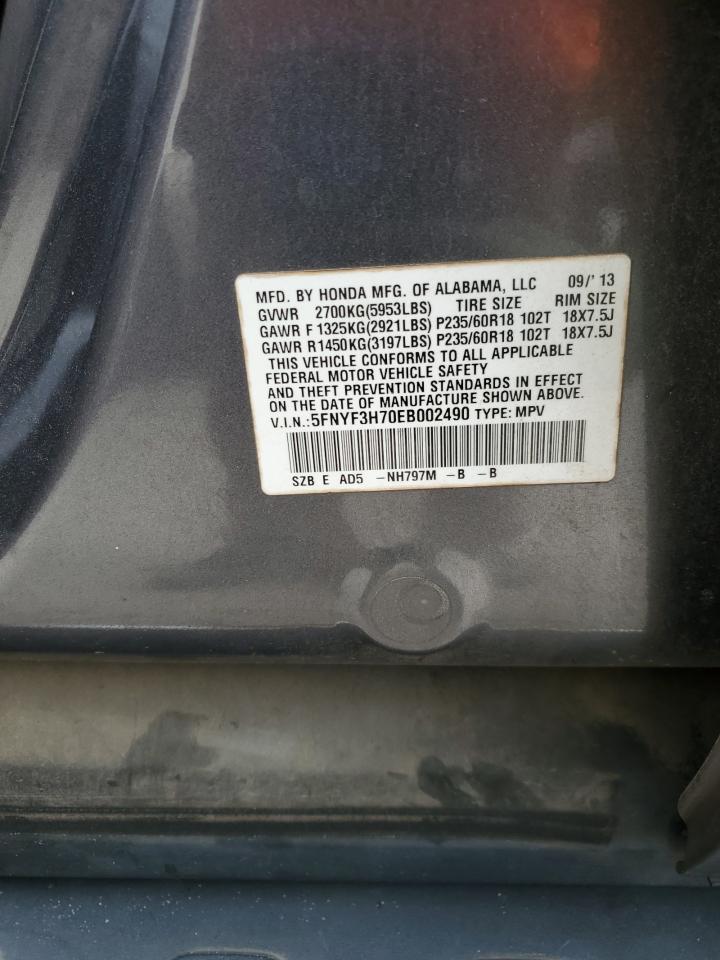 MFD. BY HONDA MFG. OF ALABAMA, LLC 09/'13
GVWR 2700KG(5953LBS) TIRE SIZE RIM SIZE
GAWR F 1325KG(2921LBS) P235/60R18 102T 18X7.5J
GAWR R1450KG(3197LBS) P235/60R18 102T 18X7.5J
THIS VEHICLE CONFORMS TO ALL APPLICABLE
FEDERAL MOTOR VEHICLE SAFETY
AND THEFT PREVENTION STANDARDS IN EFFECT
ON THE DATE OF MANUFACTURE SHOWN ABOVE.
V.I.N.:5FNYF3H70EB002490 TYPE: MPV
SZB E AD5 -NH797M -B -B